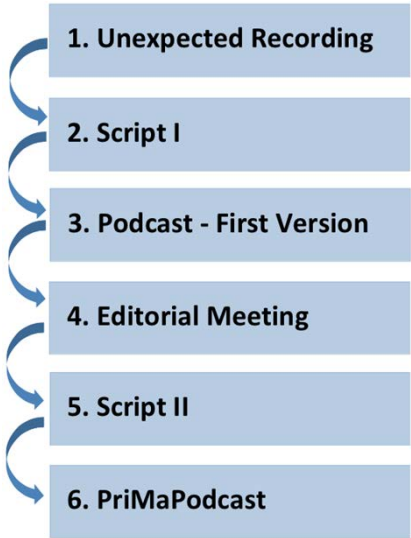 1. Unexpected Recording
2. Script I
3. Podcast - First Version
4. Editorial Meeting
5. Script II
6. PriMaPodcast